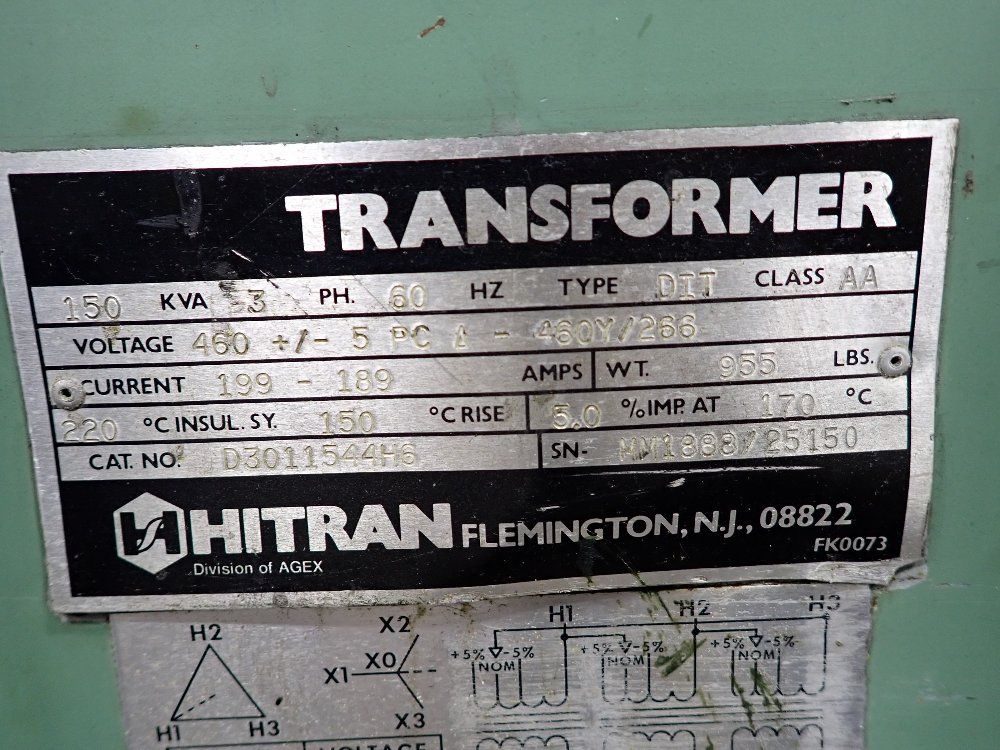 TRANSFORMER
150 KVA 3 PH. 60 HZ TYPE DIT CLASS AA
VOLTAGE 460 +/- 5 PC Δ - 460Y/266
CURRENT 199 - 189 AMPS WT. 955 LBS.
220 °C INSUL. SY. 150 °C RISE 5.0 % IMP. AT 170 °C
CAT. NO. D3011544H6 SN- MM1888/25150
HITRAN FLEMINGTON, N.J., 08822
Division of AGEX FK0073
H1 H2 H3
H2 X2
+5% -5% +5% -5% +5% -5%
X1 X0 NOM NOM NOM
H1 H3 X3
VOLTAGE